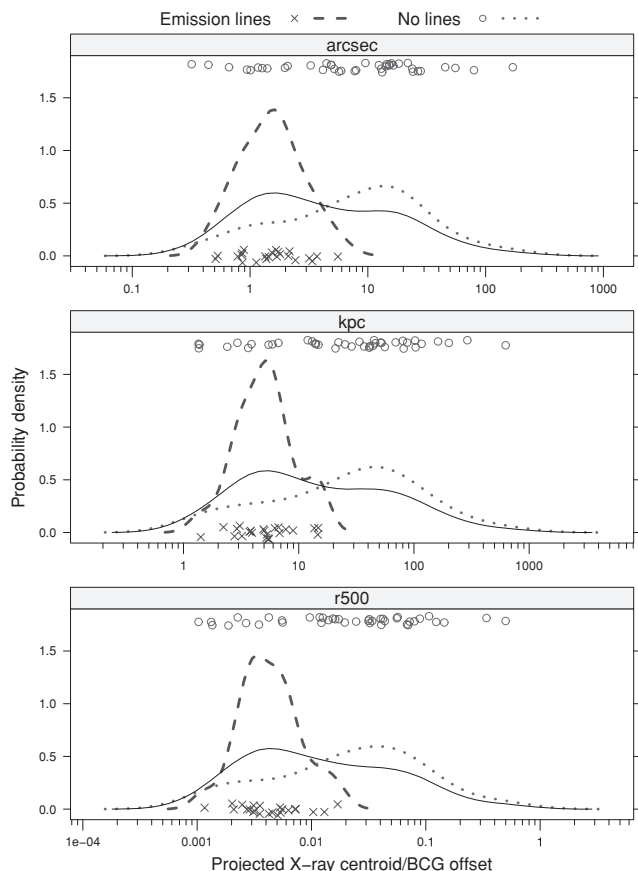 Emission lines × No lines ○
arcsec
1.5
1.0
0.5
0.0
0.1 1 10 100 1000
kpc
1.5
1.0
0.5
0.0
1 10 100 1000
Probability density
r500
1.5
1.0
0.5
0.0
1e−04 0.001 0.01 0.1 1
Projected X−ray centroid/BCG offset